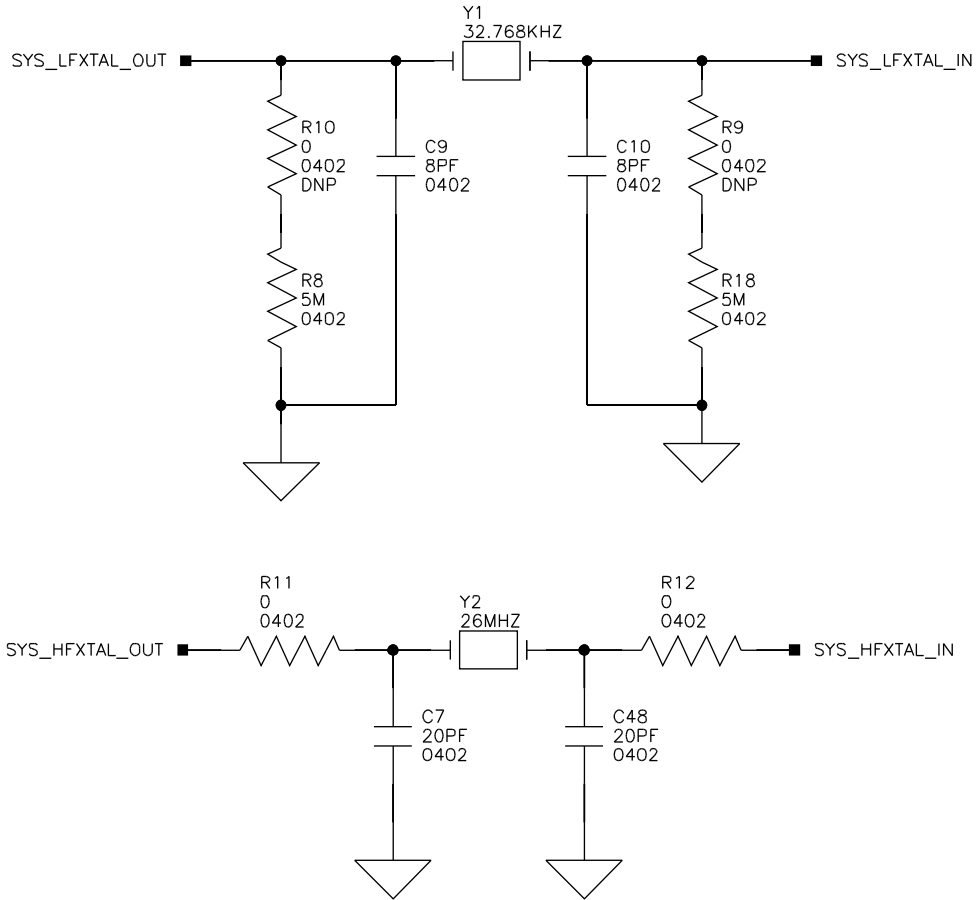 Y1
32.768KHZ
SYS_LFXTAL_OUT
SYS_LFXTAL_IN
R10
0
0402
DNP
C9
8PF
0402
C10
8PF
0402
R9
0
0402
DNP
R8
5M
0402
R18
5M
0402
R11
0
0402
Y2
26MHZ
R12
0
0402
SYS_HFXTAL_OUT
SYS_HFXTAL_IN
C7
20PF
0402
C48
20PF
0402